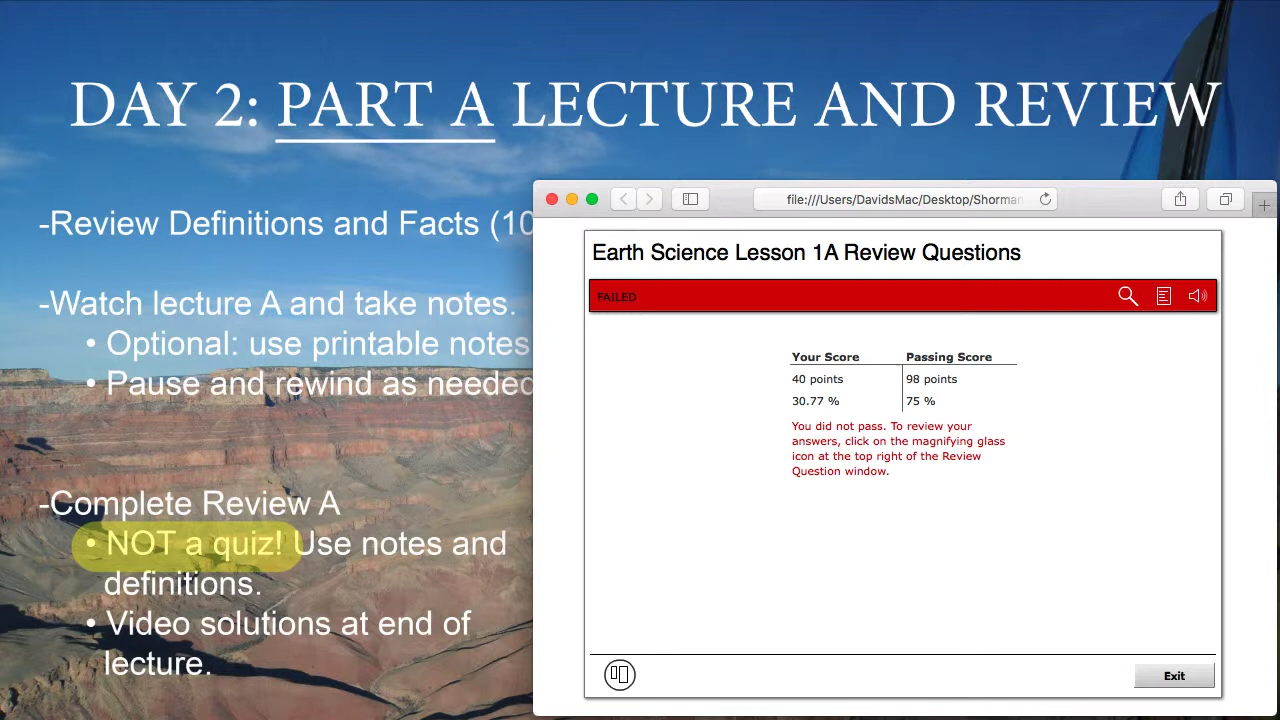 DAY 2: PART A LECTURE AND REVIEW
-Review Definitions and Facts (10
-Watch lecture A and take notes.
• Optional: use printable notes
• Pause and rewind as needed
-Complete Review A
• NOT a quiz! Use notes and
definitions.
• Video solutions at end of
lecture.
file:///Users/DavidsMac/Desktop/Shorman
Earth Science Lesson 1A Review Questions
FAILED
Your Score Passing Score
40 points 98 points
30.77 % 75 %
You did not pass. To review your
answers, click on the magnifying glass
icon at the top right of the Review
Question window.
Exit